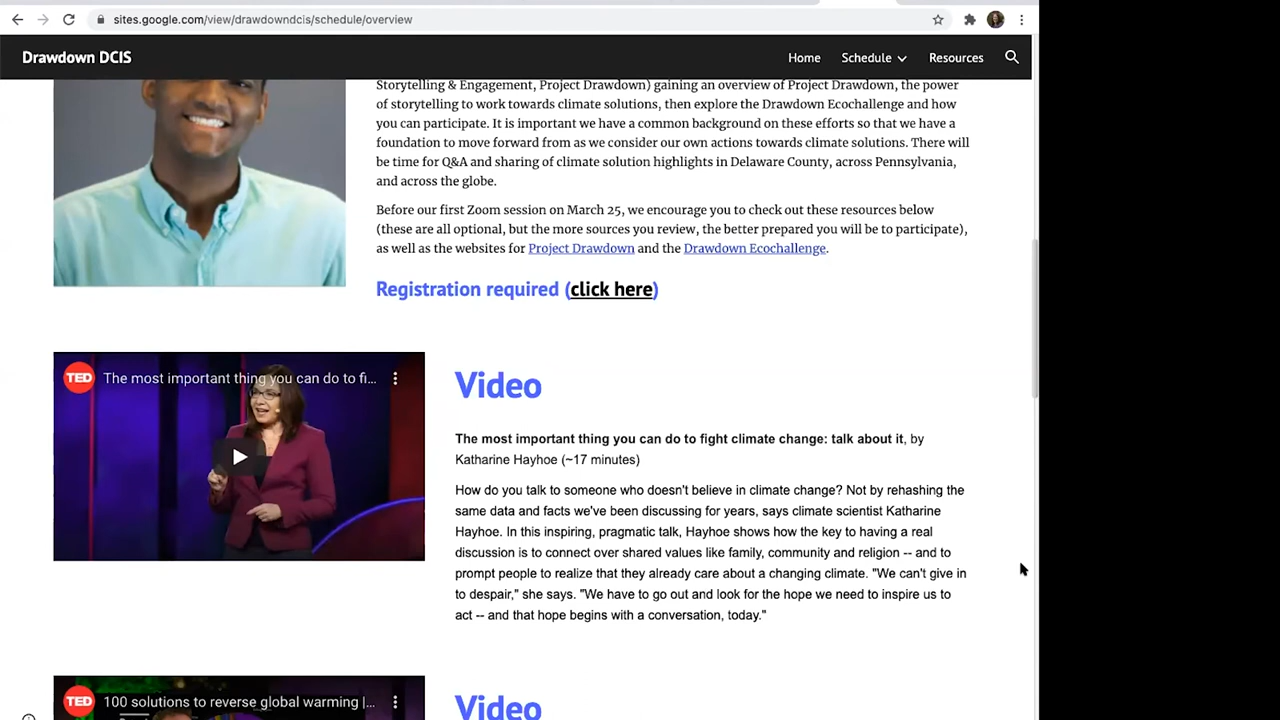 sites.google.com/view/drawdowndcis/schedule/overview
Drawdown DCIS
Home
Schedule
Resources
Storytelling & Engagement, Project Drawdown) gaining an overview of Project Drawdown, the power
of storytelling to work towards climate solutions, then explore the Drawdown Ecochallenge and how
you can participate. It is important we have a common background on these efforts so that we have a
foundation to move forward from as we consider our own actions towards climate solutions. There will
be time for Q&A and sharing of climate solution highlights in Delaware County, across Pennsylvania,
and across the globe.
Before our first Zoom session on March 25, we encourage you to check out these resources below
(these are all optional, but the more sources you review, the better prepared you will be to participate),
as well as the websites for Project Drawdown and the Drawdown Ecochallenge.
Registration required (click here)
TED
The most important thing you can do to fi...
Video
The most important thing you can do to fight climate change: talk about it, by
Katharine Hayhoe (~17 minutes)
How do you talk to someone who doesn't believe in climate change? Not by rehashing the
same data and facts we've been discussing for years, says climate scientist Katharine
Hayhoe. In this inspiring, pragmatic talk, Hayhoe shows how the key to having a real
discussion is to connect over shared values like family, community and religion -- and to
prompt people to realize that they already care about a changing climate. "We can't give in
to despair," she says. "We have to go out and look for the hope we need to inspire us to
act -- and that hope begins with a conversation, today."
TED
100 solutions to reverse global warming |...
Video